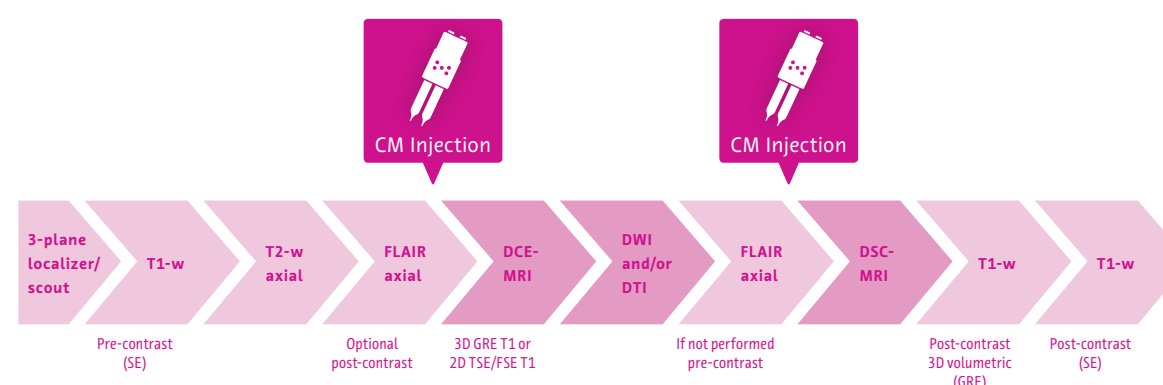 CM Injection
CM Injection
3-plane
localizer/
scout
T1-w
T2-w
axial
FLAIR
axial
DCE-
MRI
DWI
and/or
DTI
FLAIR
axial
DSC-
MRI
T1-w
T1-w
Pre-contrast
(SE)
Optional
post-contrast
3D GRE T1 or
2D TSE/FSE T1
If not performed
pre-contrast
Post-contrast
3D volumetric
(GRE)
Post-contrast
(SE)